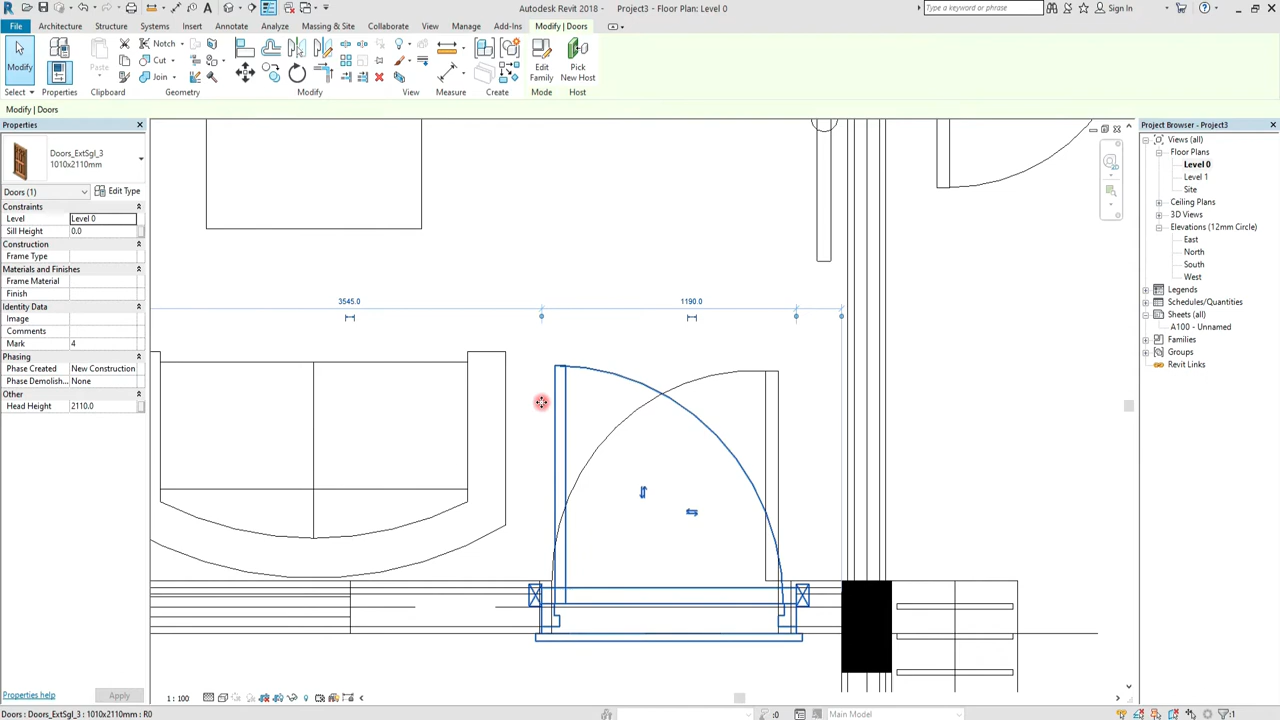 Autodesk Revit 2018 - Project3 - Floor Plan: Level 0
Type a keyword or phrase
Sign In
File Architecture Structure Systems Insert Annotate Analyze Massing & Site Collaborate View Manage Add-Ins Modify | Doors
Modify
Paste
Notch
Cut
Join
Edit
Family
Pick
New Host
Select Properties Clipboard Geometry Modify View Measure Create Mode Host
Modify | Doors
Properties
Doors_ExtSgl_3
1010x2110mm
Doors (1)
Edit Type
Constraints
Level Level 0
Sill Height 0.0
Construction
Frame Type
Materials and Finishes
Frame Material
Finish
Identity Data
Image
Comments
Mark 4
Phasing
Phase Created New Construction
Phase Demolish... None
Other
Head Height 2110.0
Properties help
Apply
3545.0
1190.0
1 : 100
Project Browser - Project3
Views (all)
Floor Plans
Level 0
Level 1
Site
Ceiling Plans
3D Views
Elevations (12mm Circle)
East
North
South
West
Legends
Schedules/Quantities
Sheets (all)
A100 - Unnamed
Families
Groups
Revit Links
Doors : Doors_ExtSgl_3 : 1010x2110mm : R0
:0
Main Model
:1